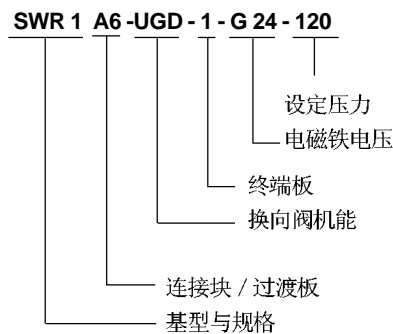 SWR 1 A6 -UGD - 1 - G 24 - 120
设定压力
电磁铁电压
终端板
换向阀机能
连接块 / 过渡板
基型与规格